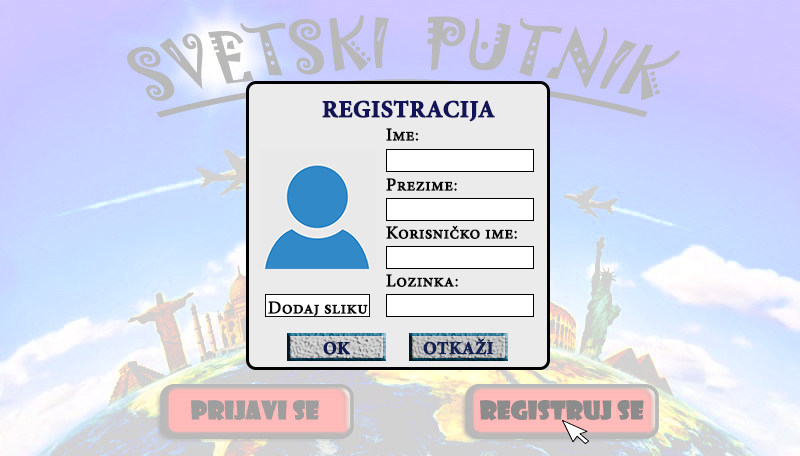 SVETSKI PUTNIK
REGISTRACIJA
Ime:
Prezime:
Korisničko ime:
Lozinka:
Dodaj sliku
OK OTKAŽI
PRIJAVI SE REGISTRUJ SE